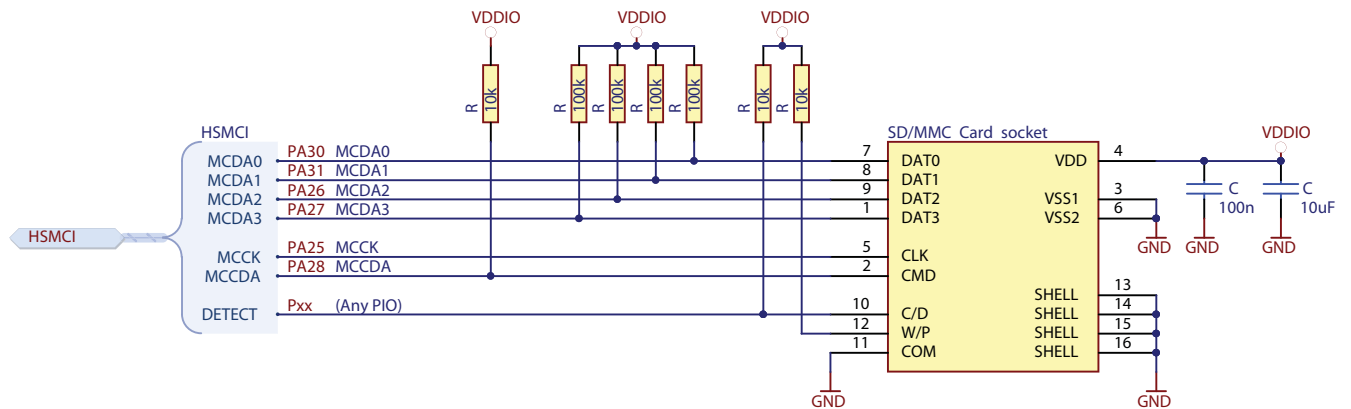 VDDIO VDDIO VDDIO
R 10k R 100k R 100k R 100k R 100k R 10k R 10k
HSMCI SD/MMC Card socket VDDIO
MCDA0 PA30 MCDA0 7 DAT0 VDD 4
MCDA1 PA31 MCDA1 8 DAT1
MCDA2 PA26 MCDA2 9 DAT2 VSS1 3 C 100n C 10uF
MCDA3 PA27 MCDA3 1 DAT3 VSS2 6
HSMCI GND GND GND
MCCK PA25 MCCK 5 CLK
MCCDA PA28 MCCDA 2 CMD
SHELL 13
DETECT Pxx (Any PIO) 10 C/D SHELL 14
12 W/P SHELL 15
11 COM SHELL 16
GND GND